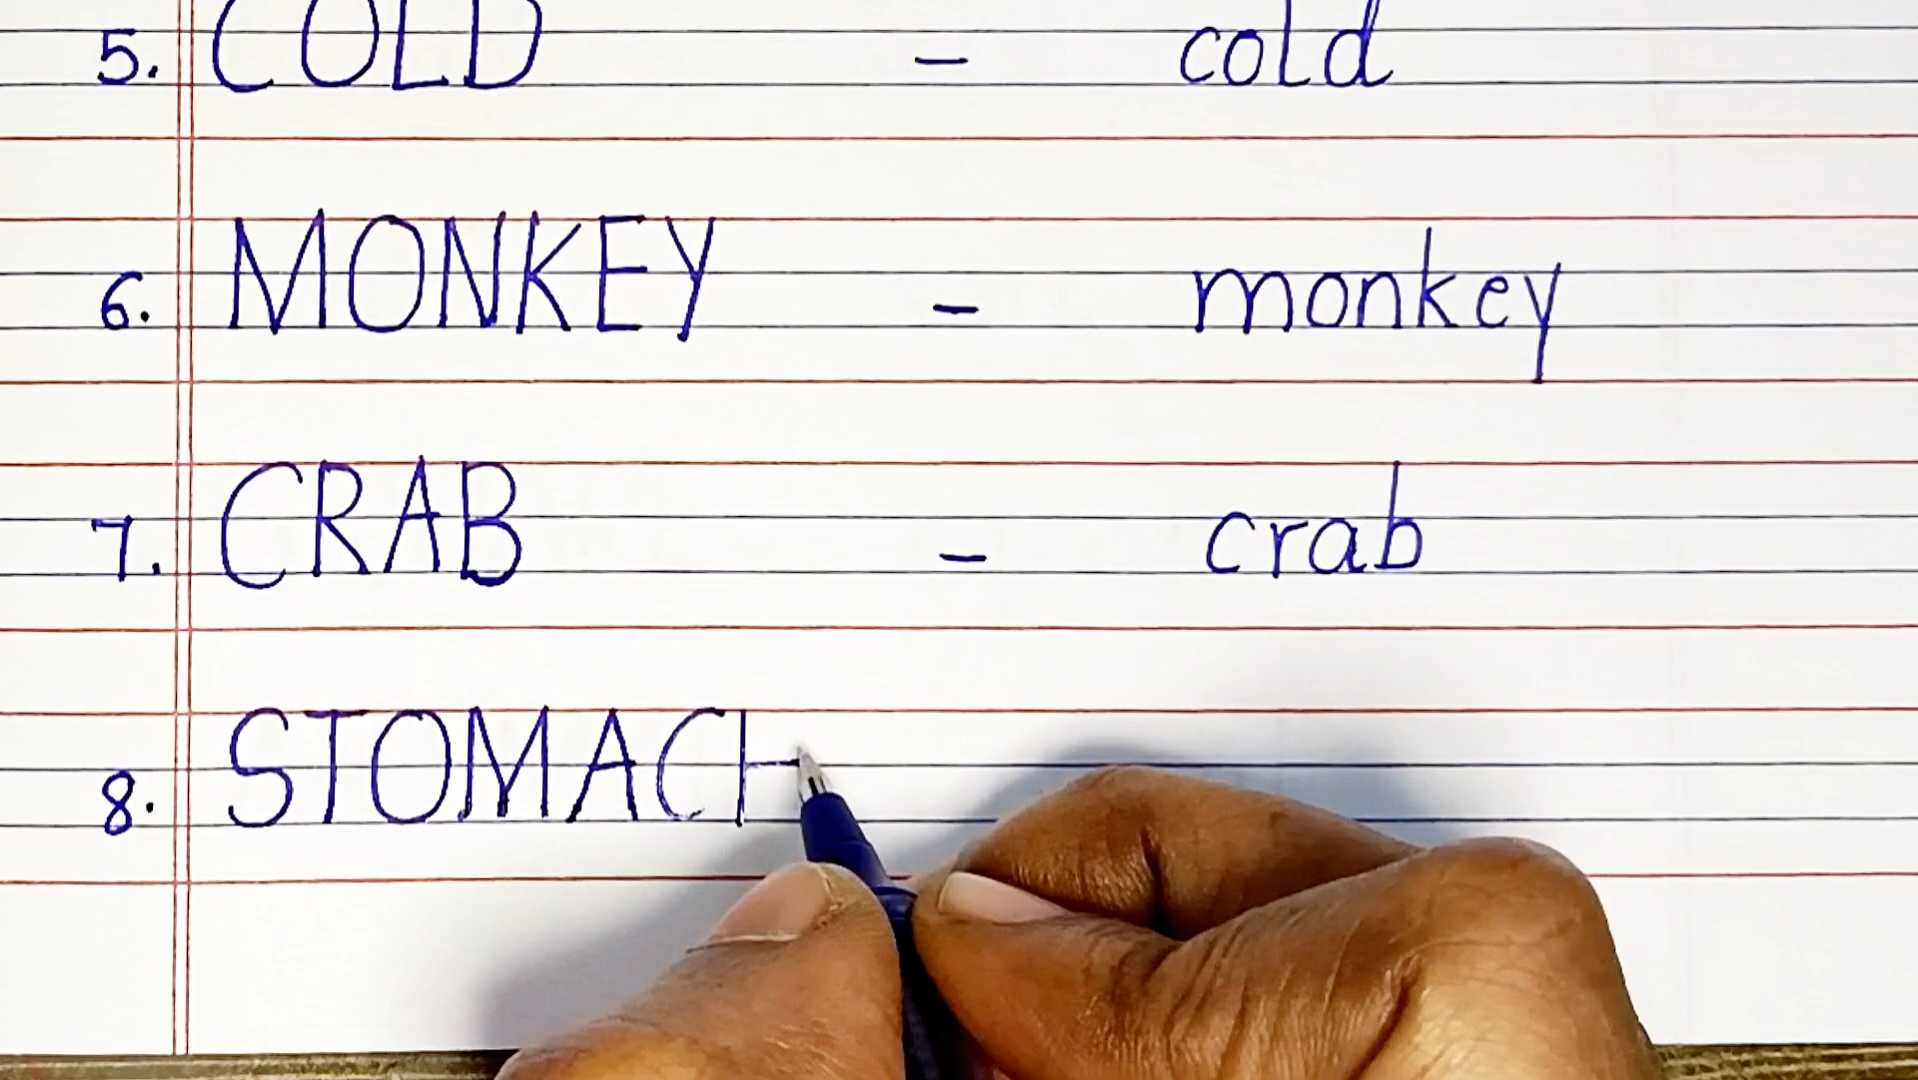 5. COLD - cold
6. MONKEY - monkey
7. CRAB - crab
8. STOMACH